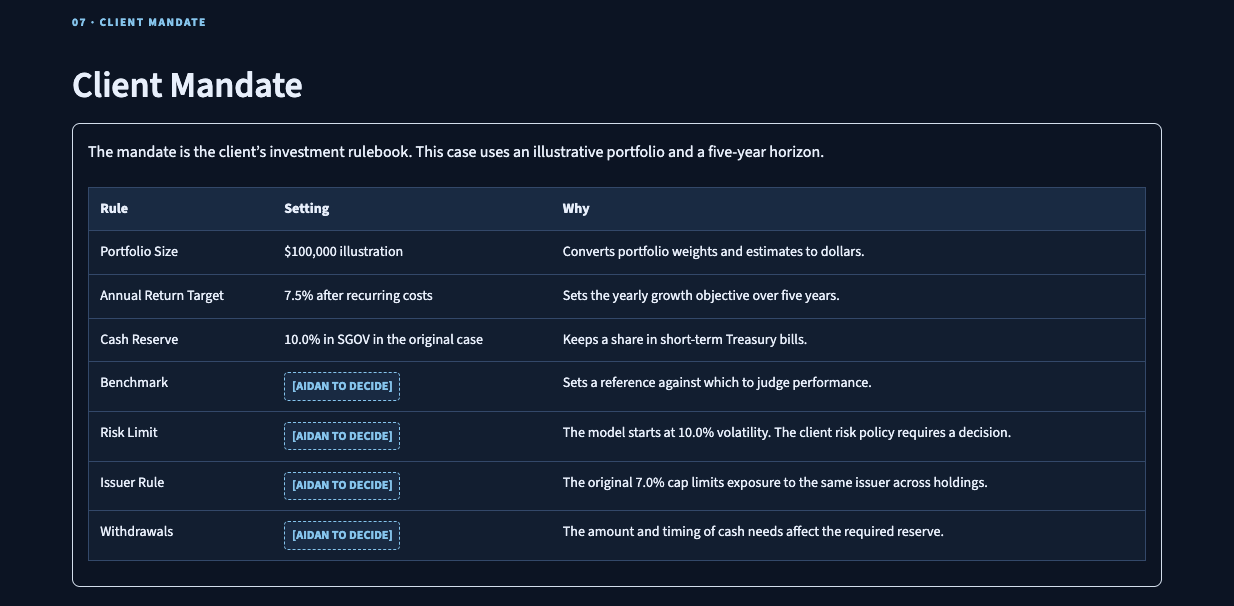 07 · CLIENT MANDATE
Client Mandate
The mandate is the client’s investment rulebook. This case uses an illustrative portfolio and a five-year horizon.
Rule Setting Why
Portfolio Size $100,000 illustration Converts portfolio weights and estimates to dollars.
Annual Return Target 7.5% after recurring costs Sets the yearly growth objective over five years.
Cash Reserve 10.0% in SGOV in the original case Keeps a share in short-term Treasury bills.
Benchmark [AIDAN TO DECIDE] Sets a reference against which to judge performance.
Risk Limit [AIDAN TO DECIDE] The model starts at 10.0% volatility. The client risk policy requires a decision.
Issuer Rule [AIDAN TO DECIDE] The original 7.0% cap limits exposure to the same issuer across holdings.
Withdrawals [AIDAN TO DECIDE] The amount and timing of cash needs affect the required reserve.